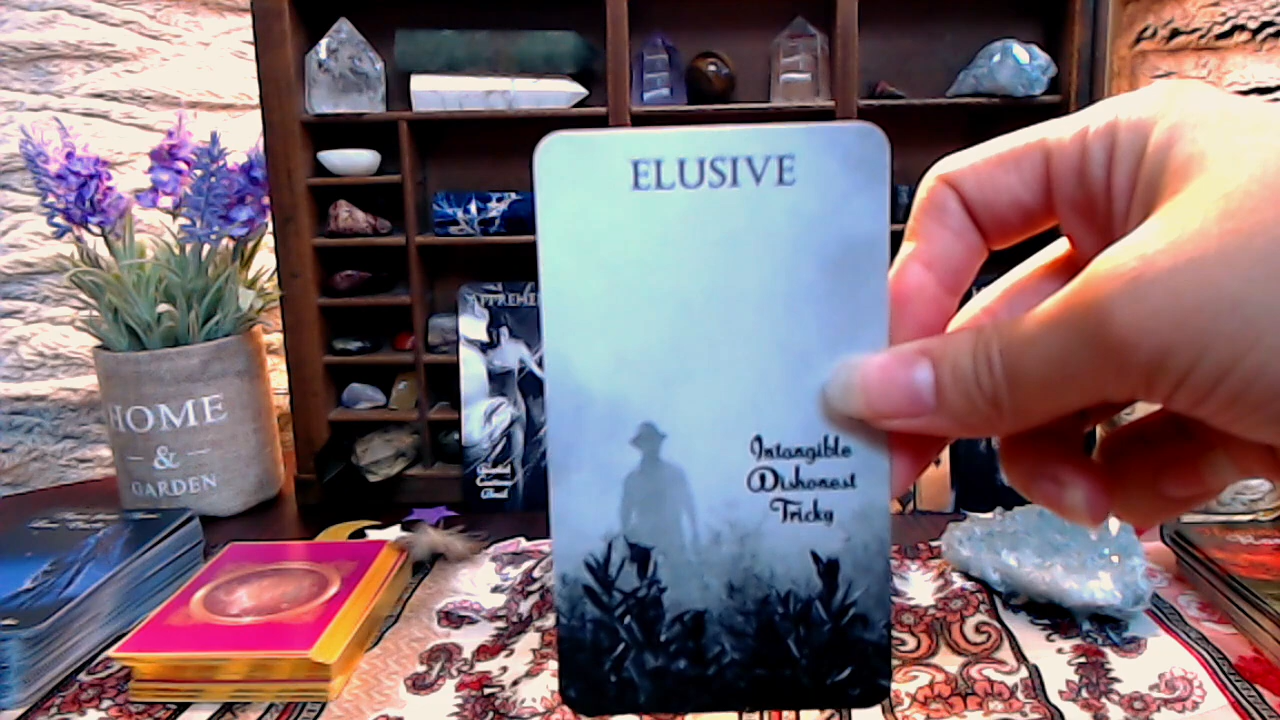 ELUSIVE
Intangible
Dishonest
Tricky
HOME
&
GARDEN